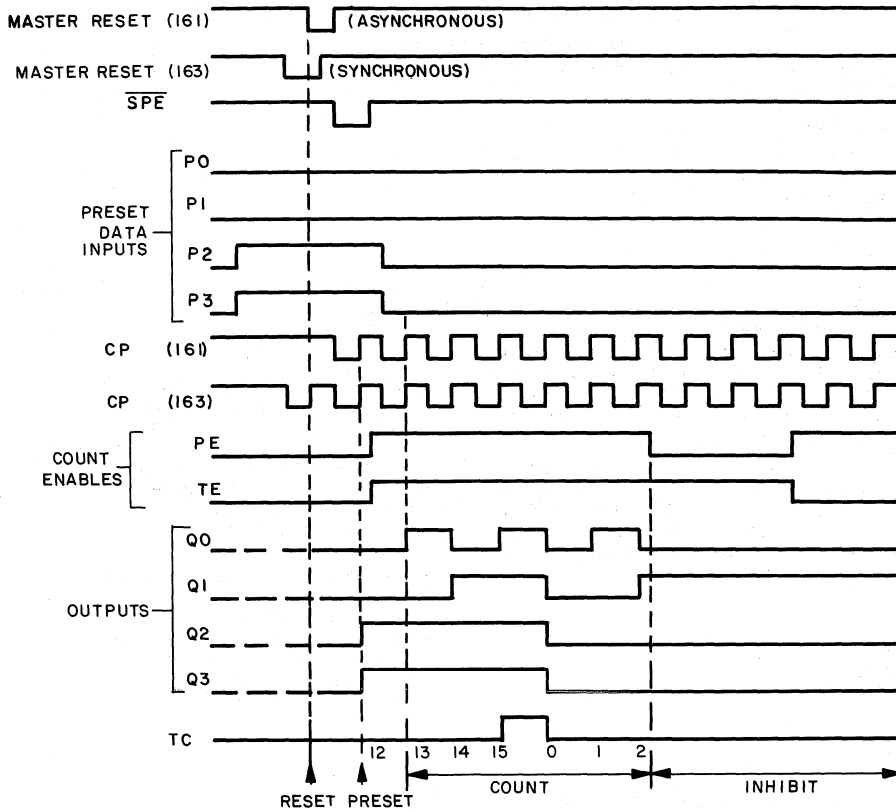 MASTER RESET (161) (ASYNCHRONOUS)
MASTER RESET (163) (SYNCHRONOUS)
SPE
PRESET
DATA
INPUTS
P0
P1
P2
P3
CP (161)
CP (163)
COUNT
ENABLES
PE
TE
OUTPUTS
Q0
Q1
Q2
Q3
TC
12 13 14 15 0 1 2
RESET PRESET
COUNT
INHIBIT